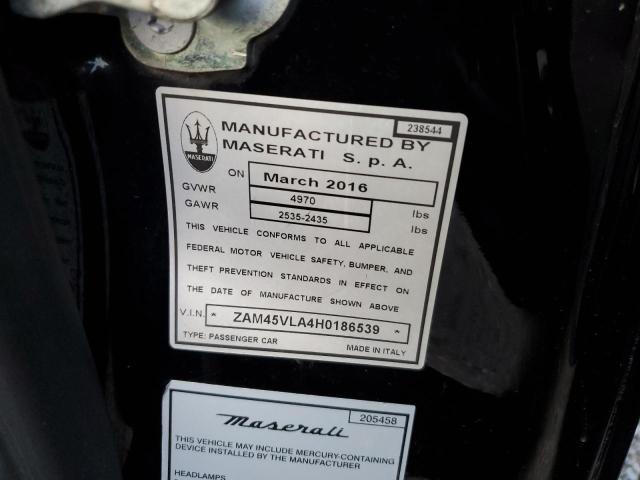 238544
MASERATI
MANUFACTURED BY
MASERATI S. p. A.
ON March 2016
GVWR 4970 lbs
GAWR 2535-2435 lbs
THIS VEHICLE CONFORMS TO ALL APPLICABLE
FEDERAL MOTOR VEHICLE SAFETY, BUMPER, AND
THEFT PREVENTION STANDARDS IN EFFECT ON
THE DATE OF MANUFACTURE SHOWN ABOVE
V.I.N. * ZAM45VLA4H0186539 *
TYPE: PASSENGER CAR MADE IN ITALY
Maserati 205458
THIS VEHICLE MAY INCLUDE MERCURY-CONTAINING
DEVICE INSTALLED BY THE MANUFACTURER
HEADLAMPS